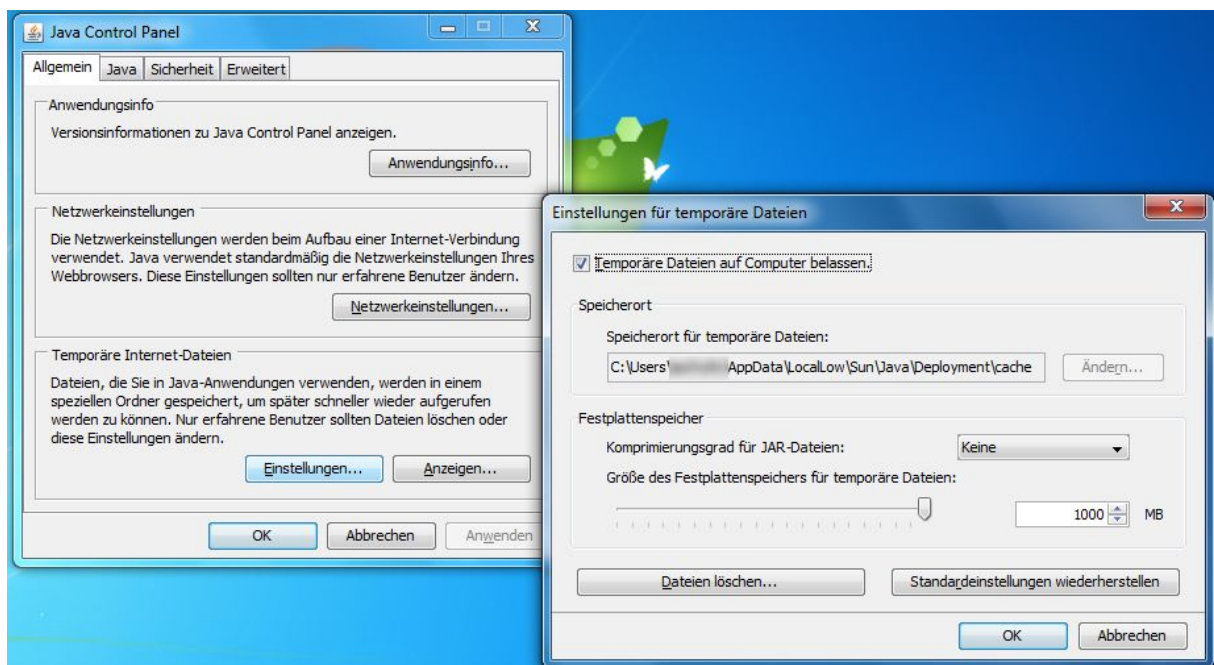 Java Control Panel
Allgemein Java Sicherheit Erweitert
Anwendungsinfo
Versionsinformationen zu Java Control Panel anzeigen.
Anwendungsinfo...
Netzwerkeinstellungen
Die Netzwerkeinstellungen werden beim Aufbau einer Internet-Verbindung
verwendet. Java verwendet standardmäßig die Netzwerkeinstellungen Ihres
Webbrowsers. Diese Einstellungen sollten nur erfahrene Benutzer ändern.
Netzwerkeinstellungen...
Temporäre Internet-Dateien
Dateien, die Sie in Java-Anwendungen verwenden, werden in einem
speziellen Ordner gespeichert, um später schneller wieder aufgerufen
werden zu können. Nur erfahrene Benutzer sollten Dateien löschen oder
diese Einstellungen ändern.
Einstellungen... Anzeigen...
OK Abbrechen Anwenden
Einstellungen für temporäre Dateien
Temporäre Dateien auf Computer belassen.
Speicherort
Speicherort für temporäre Dateien:
C:\Users\ AppData\LocalLow\Sun\Java\Deployment\cache Ändern...
Festplattenspeicher
Komprimierungsgrad für JAR-Dateien: Keine
Größe des Festplattenspeichers für temporäre Dateien:
1000 MB
Dateien löschen... Standardeinstellungen wiederherstellen
OK Abbrechen